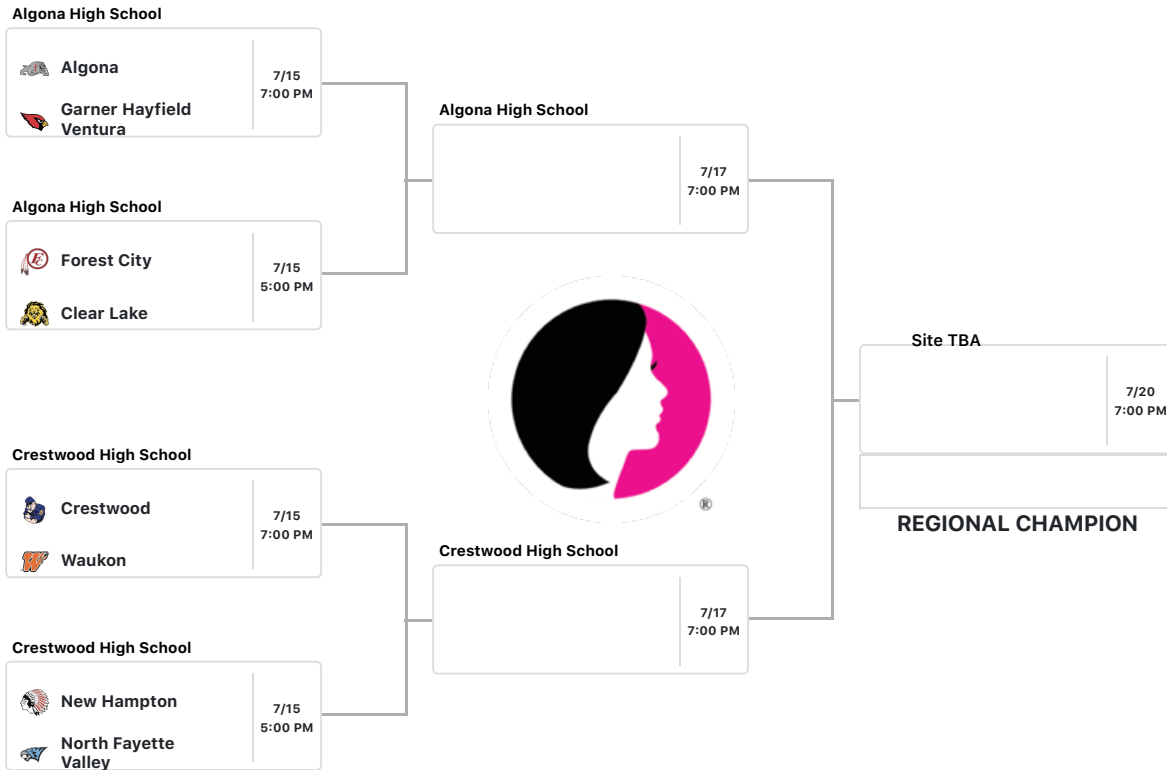 Algona High School
Algona
Garner Hayfield
Ventura
7/15
7:00 PM
Algona High School
Forest City
Clear Lake
7/15
5:00 PM
Crestwood High School
Crestwood
Waukon
7/15
7:00 PM
Crestwood High School
New Hampton
North Fayette
Valley
7/15
5:00 PM
Algona High School
7/17
7:00 PM
®
Crestwood High School
7/17
7:00 PM
Site TBA
7/20
7:00 PM
REGIONAL CHAMPION